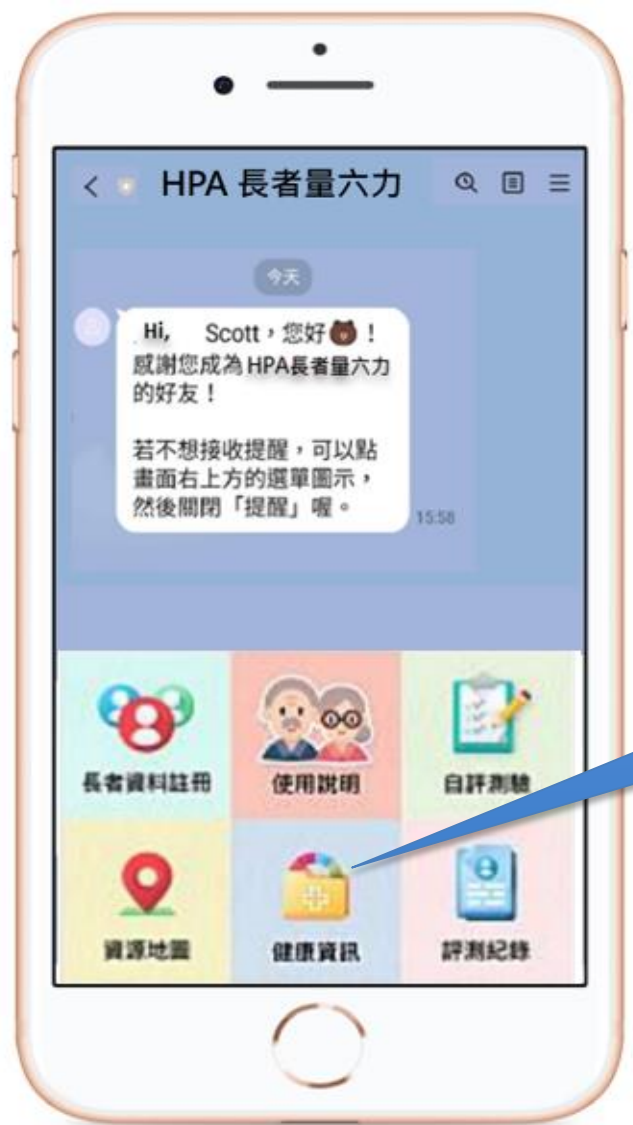 HPA 長者量六力
今天
Hi, Scott，您好！
感謝您成為HPA長者量六力
的好友！
若不想接收提醒，可以點
畫面右上方的選單圖示，
然後關閉「提醒」喔。
15:58
長者資料註冊
使用說明
自評測驗
資源地圖
健康資訊
評測紀錄